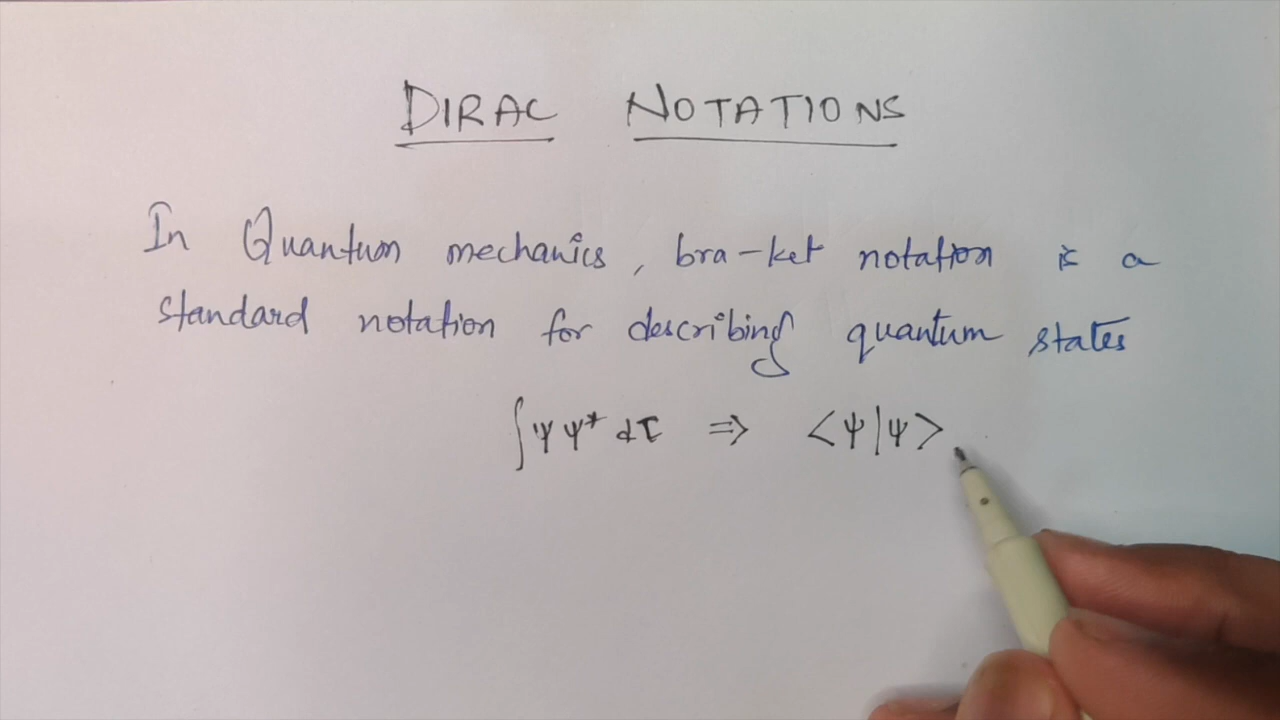 DIRAC NOTATIONS
In Quantum mechanics, bra-ket notation is a
standard notation for describing quantum states
∫ψψ* dτ ⇒ <ψ|ψ>